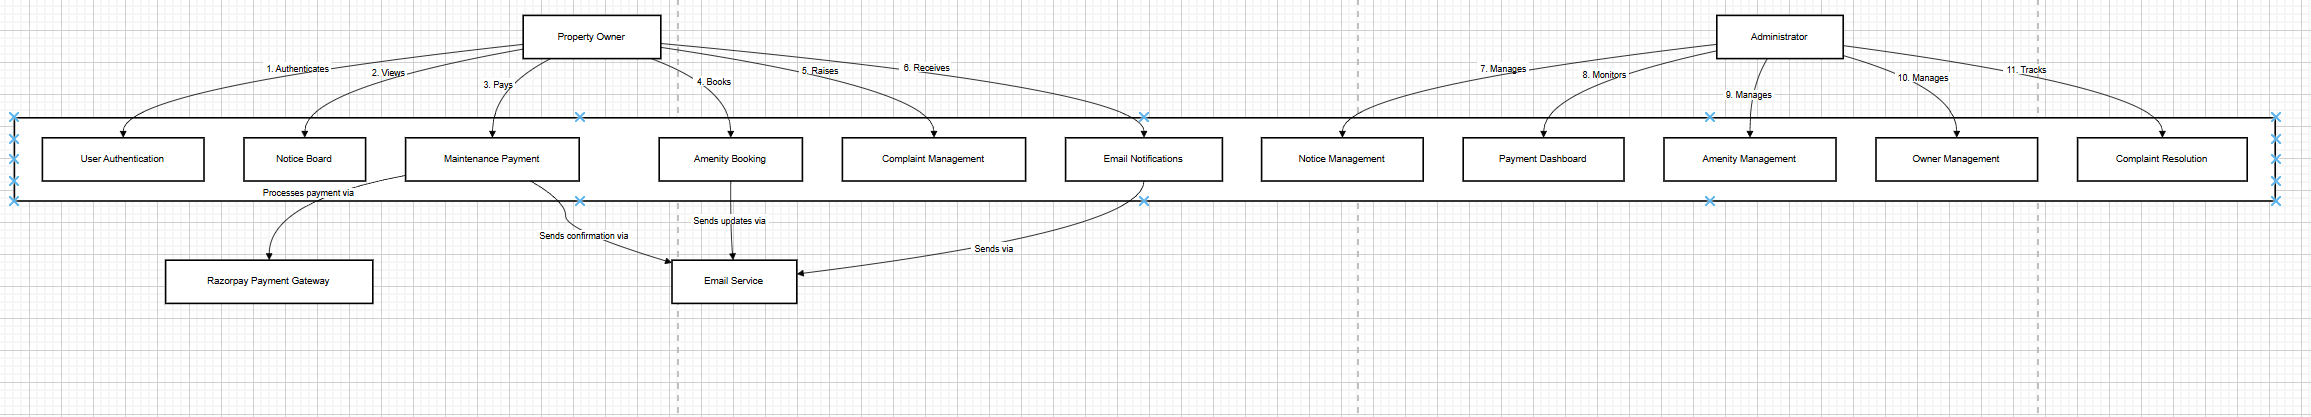 Property Owner
Administrator
1. Authenticates
2. Views
3. Pays
4. Books
5. Raises
6. Receives
7. Manages
8. Monitors
9. Manages
10. Manages
11. Tracks
User Authentication
Notice Board
Maintenance Payment
Amenity Booking
Complaint Management
Email Notifications
Notice Management
Payment Dashboard
Amenity Management
Owner Management
Complaint Resolution
Processes payment via
Sends confirmation via
Sends updates via
Sends via
Razorpay Payment Gateway
Email Service